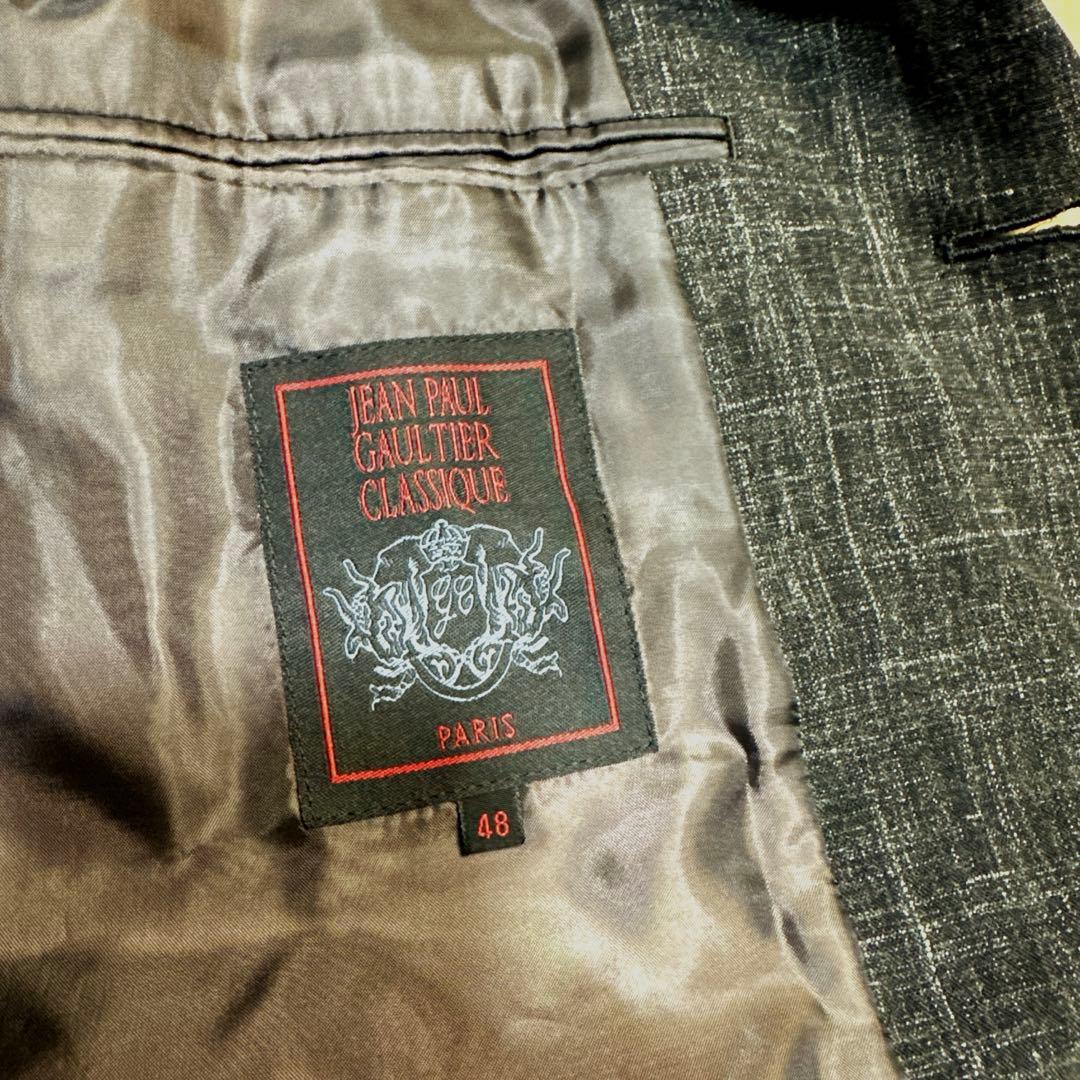 JEAN PAUL
GAULTIER
CLASSIQUE
PARIS
48